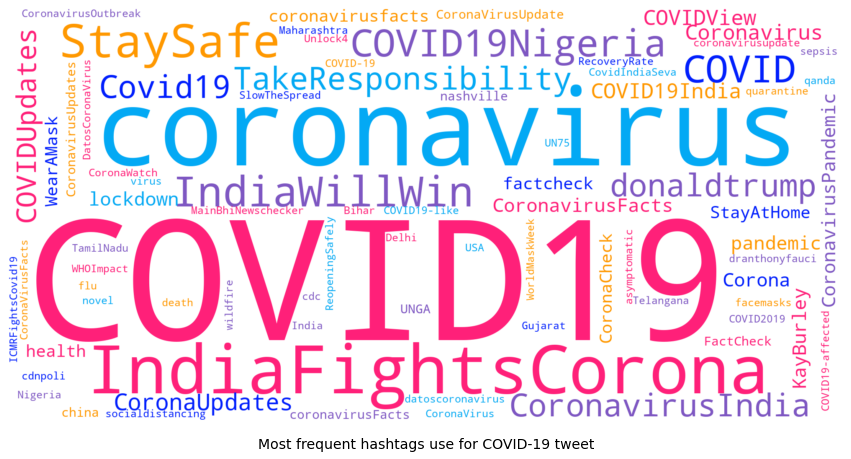 CoronavirusOutbreak
coronavirusfacts
CoronaVirusUpdate
COVIDView
Maharashtra
StaySafe
Unlock4
COVID19Nigeria
Coronavirus
coronavirusupdate
sepsis
COVIDUpdates
CoronavirusUpdates
DatosCoronaVirus
COVID-19
RecoveryRate
COVID
Covid19
TakeResponsibility
CovidIndiaSeva
qanda
SlowTheSpread
nashville
COVID19India
quarantine
WearAMask
coronavirus
UN75
CoronavirusPandemic
CoronaWatch
virus
lockdown
IndiaWillWin
factcheck
donaldtrump
MainBhiNewschecker
Bihar
COVID19-like
CoronavirusFacts
StayAtHome
COVID19
TamilNadu
WHOImpact
flu
novel
death
wildfire
cdc
India
ReopeningSafely
Delhi
UNGA
USA
WorldMaskWeek
Gujarat
CoronaCheck
asymptomatic
Telangana
pandemic
dranthonyfauci
Corona
facemasks
COVID2019
FactCheck
ICMRFightsCovid19
CoronaVirusFacts
health
IndiaFightsCorona
KayBurley
COVID19-affected
cdnpoli
Nigeria
china
CoronaUpdates
socialdistancing
coronavirusFacts
datoscoronavirus
CoronaVirus
CoronavirusIndia
Most frequent hashtags use for COVID-19 tweet